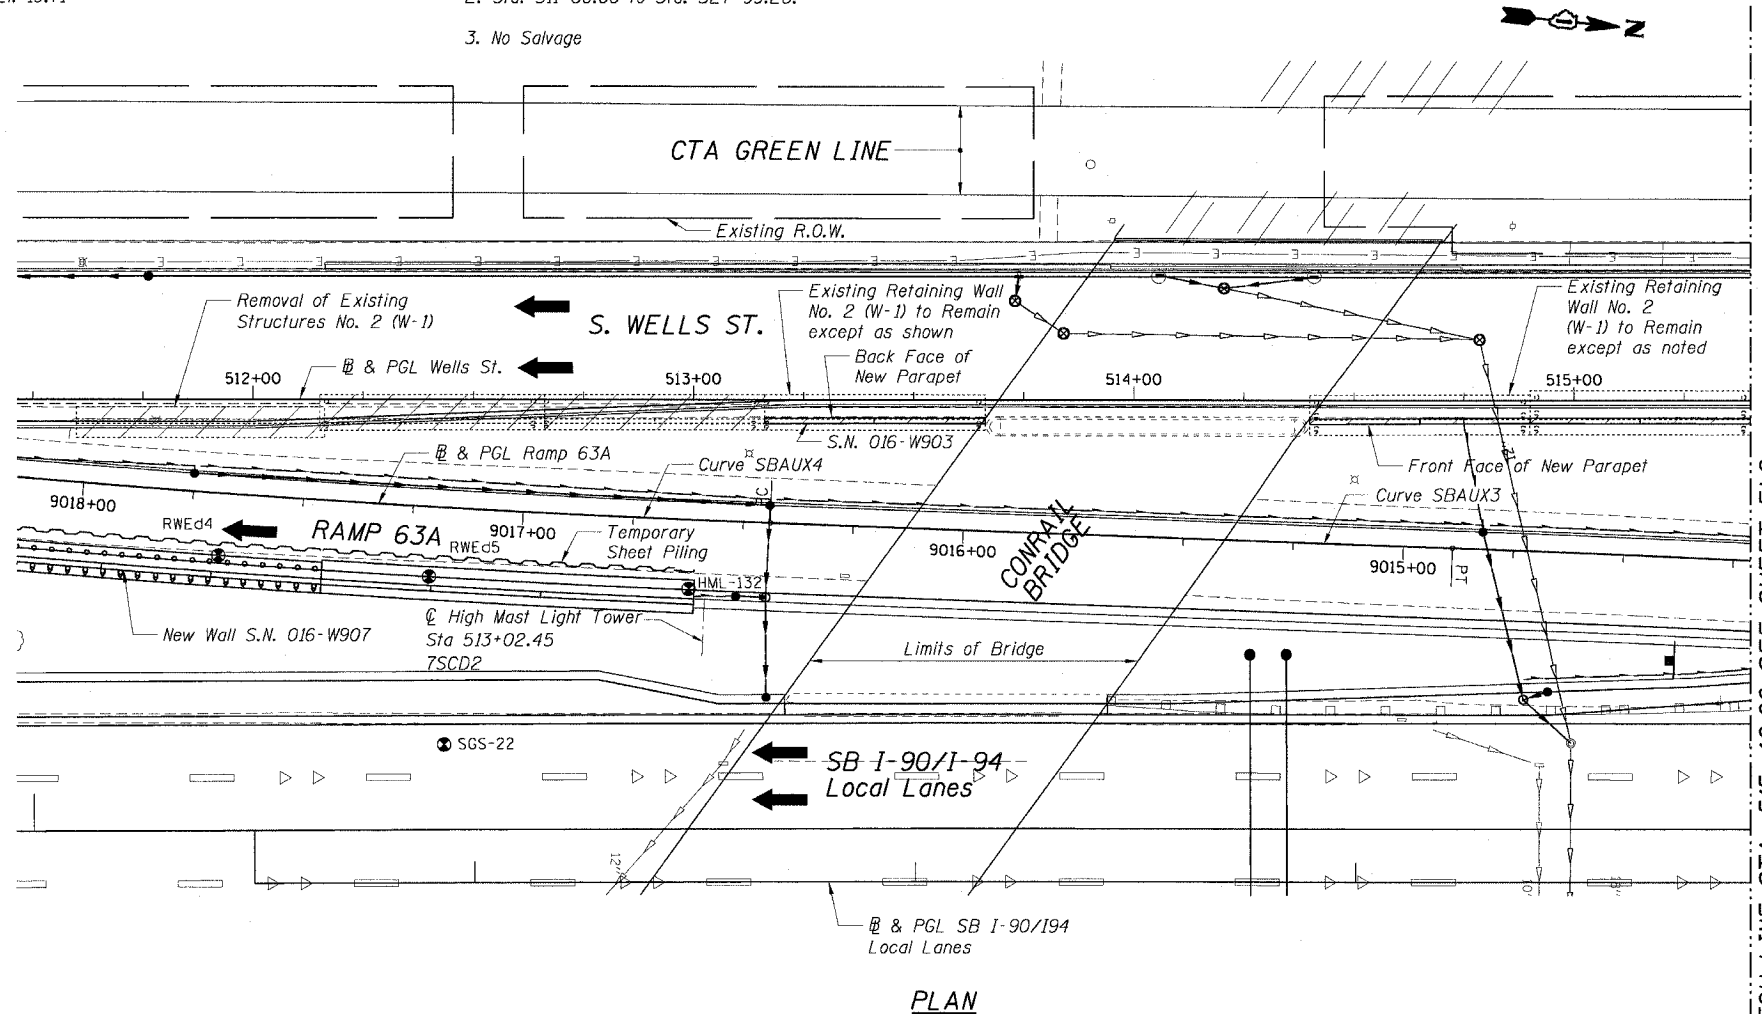 3. No Salvage
N
CTA GREEN LINE
Existing R.O.W.
Removal of Existing
Structures No. 2 (W-1)
S. WELLS ST.
Existing Retaining Wall
No. 2 (W-1) to Remain
except as shown
Existing Retaining
Wall No. 2
(W-1) to Remain
except as noted
Back Face of
New Parapet
℄ & PGL Wells St.
512+00
513+00
514+00
515+00
S.N. 016-W903
& PGL Ramp 63A
Curve SBAUX4
Front Face of New Parapet
Curve SBAUX3
12"
9018+00
RWEd4
RAMP 63A
RWEd5
9017+00
Temporary
Sheet Piling
9016+00
CONRAIL
BRIDGE
9015+00
PT
HML-132
New Wall S.N. 016-W907
℄ High Mast Light Tower
Sta 513+02.45
7SCD2
Limits of Bridge
SGS-22
SB I-90/I-94
Local Lanes
12"
10"
& PGL SB I-90/I94
Local Lanes
PLAN